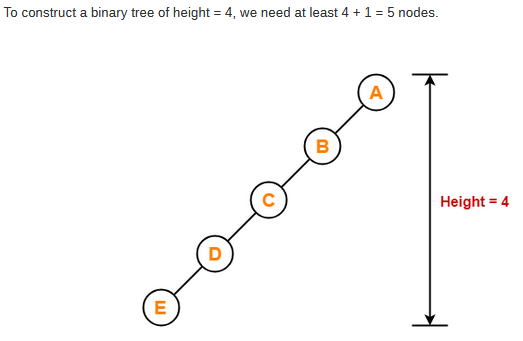 To construct a binary tree of height = 4, we need at least 4 + 1 = 5 nodes.
A
B
C
Height = 4
D
E